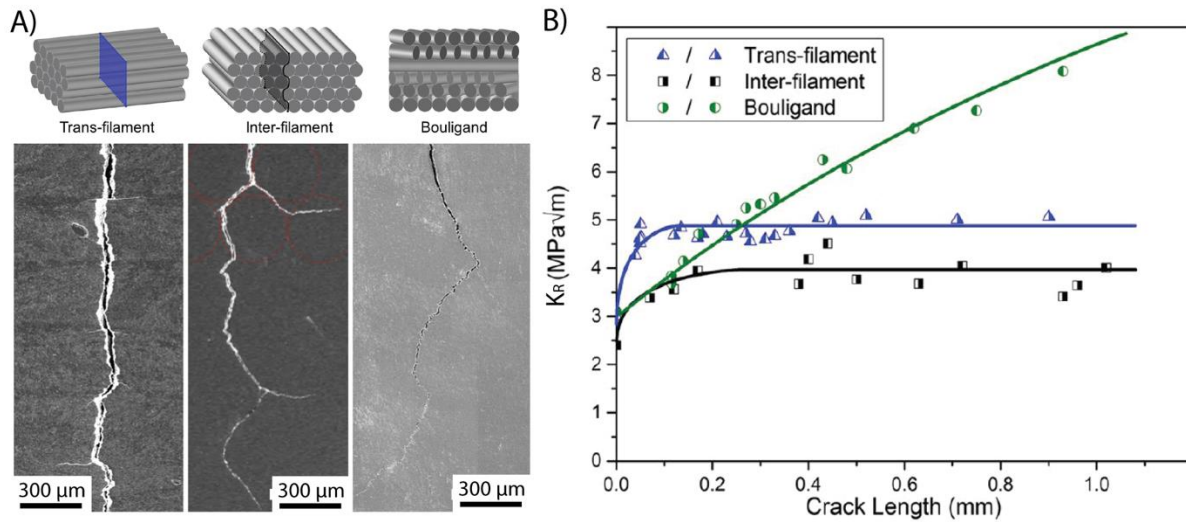 A)
Trans-filament
Inter-filament
Bouligand
300 µm
300 µm
300 µm
B)
KR (MPa√m)
8
7
6
5
4
3
2
1
0
/ Trans-filament
/ Inter-filament
/ Bouligand
0.0 0.2 0.4 0.6 0.8 1.0
Crack Length (mm)